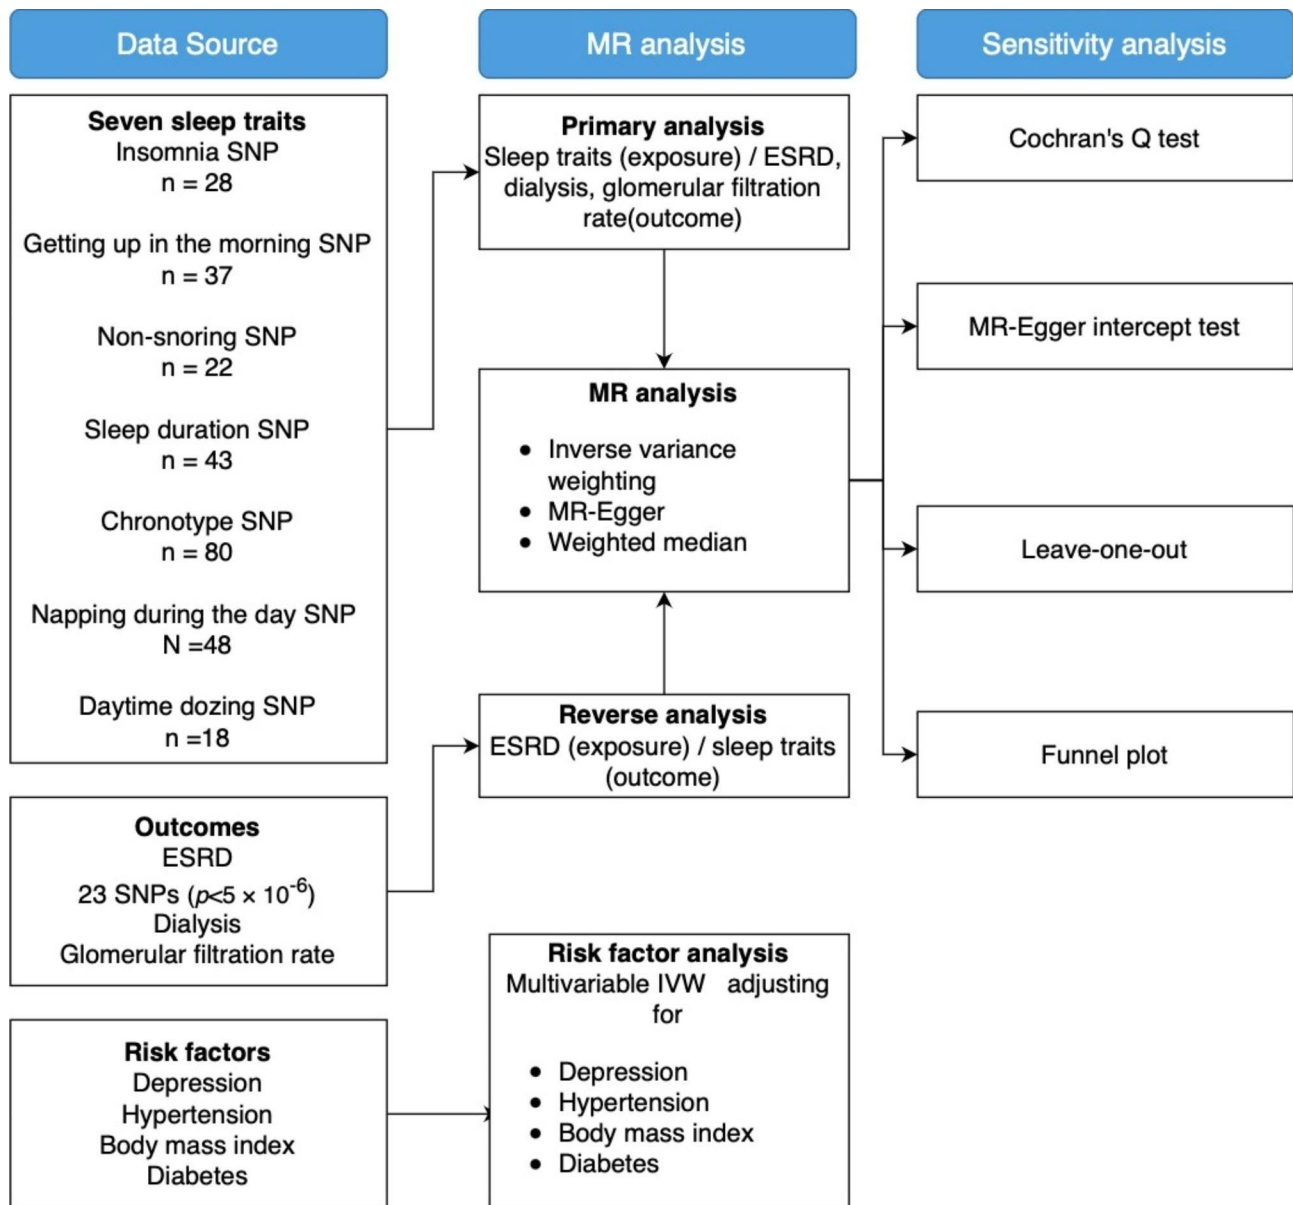 Data Source
Seven sleep traits
Insomnia SNP
n = 28
Getting up in the morning SNP
n = 37
Non-snoring SNP
n = 22
Sleep duration SNP
n = 43
Chronotype SNP
n = 80
Napping during the day SNP
N =48
Daytime dozing SNP
n =18
Outcomes
ESRD
23 SNPs (p<5 × 10⁻⁶)
Dialysis
Glomerular filtration rate
Risk factors
Depression
Hypertension
Body mass index
Diabetes
MR analysis
Primary analysis
Sleep traits (exposure) / ESRD,
dialysis, glomerular filtration
rate(outcome)
MR analysis
• Inverse variance
weighting
• MR-Egger
• Weighted median
Reverse analysis
ESRD (exposure) / sleep traits
(outcome)
Risk factor analysis
Multivariable IVW adjusting
for
• Depression
• Hypertension
• Body mass index
• Diabetes
Sensitivity analysis
Cochran's Q test
MR-Egger intercept test
Leave-one-out
Funnel plot